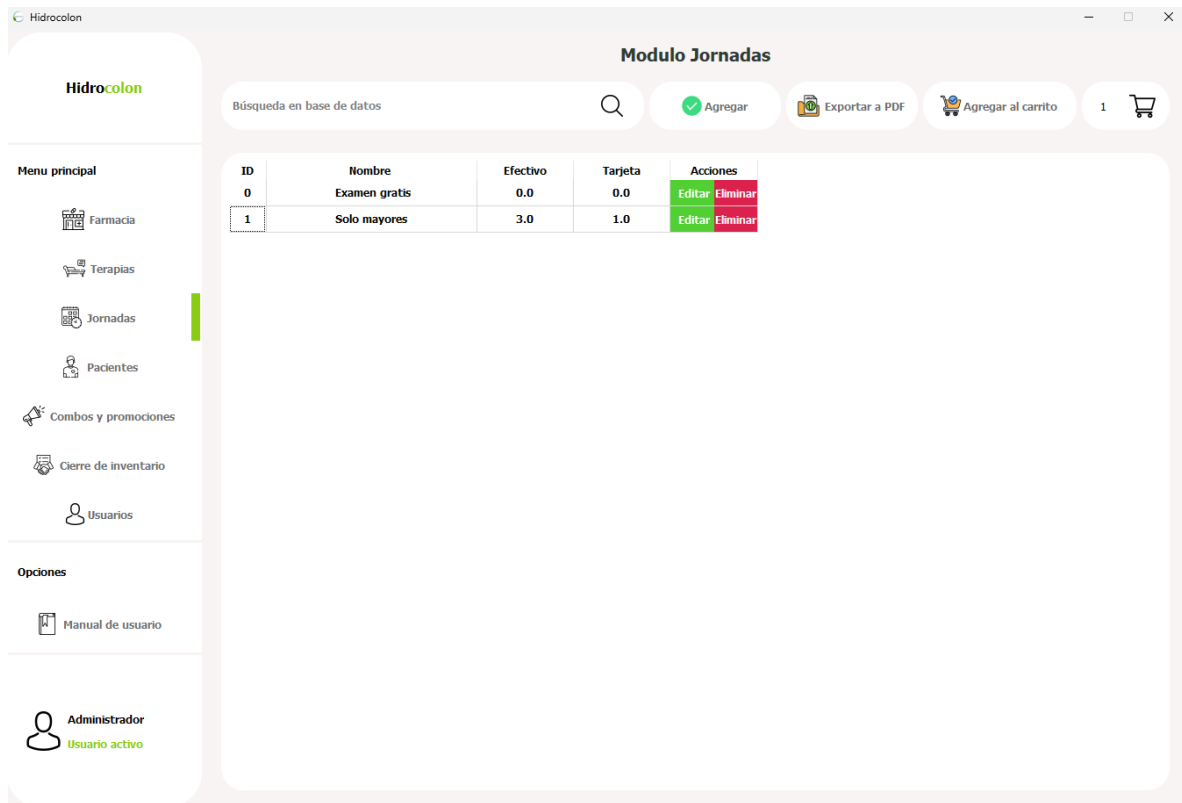 Hidrocolon
Modulo Jornadas
Hidrocolon
Búsqueda en base de datos
Agregar
Exportar a PDF
Agregar al carrito
1
Menu principal
Farmacia
Terapias
Jornadas
Pacientes
Combos y promociones
Cierre de inventario
Usuarios
Opciones
Manual de usuario
Administrador
Usuario activo
ID Nombre Efectivo Tarjeta Acciones
0 Examen gratis 0.0 0.0 Editar Eliminar
1 Solo mayores 3.0 1.0 Editar Eliminar